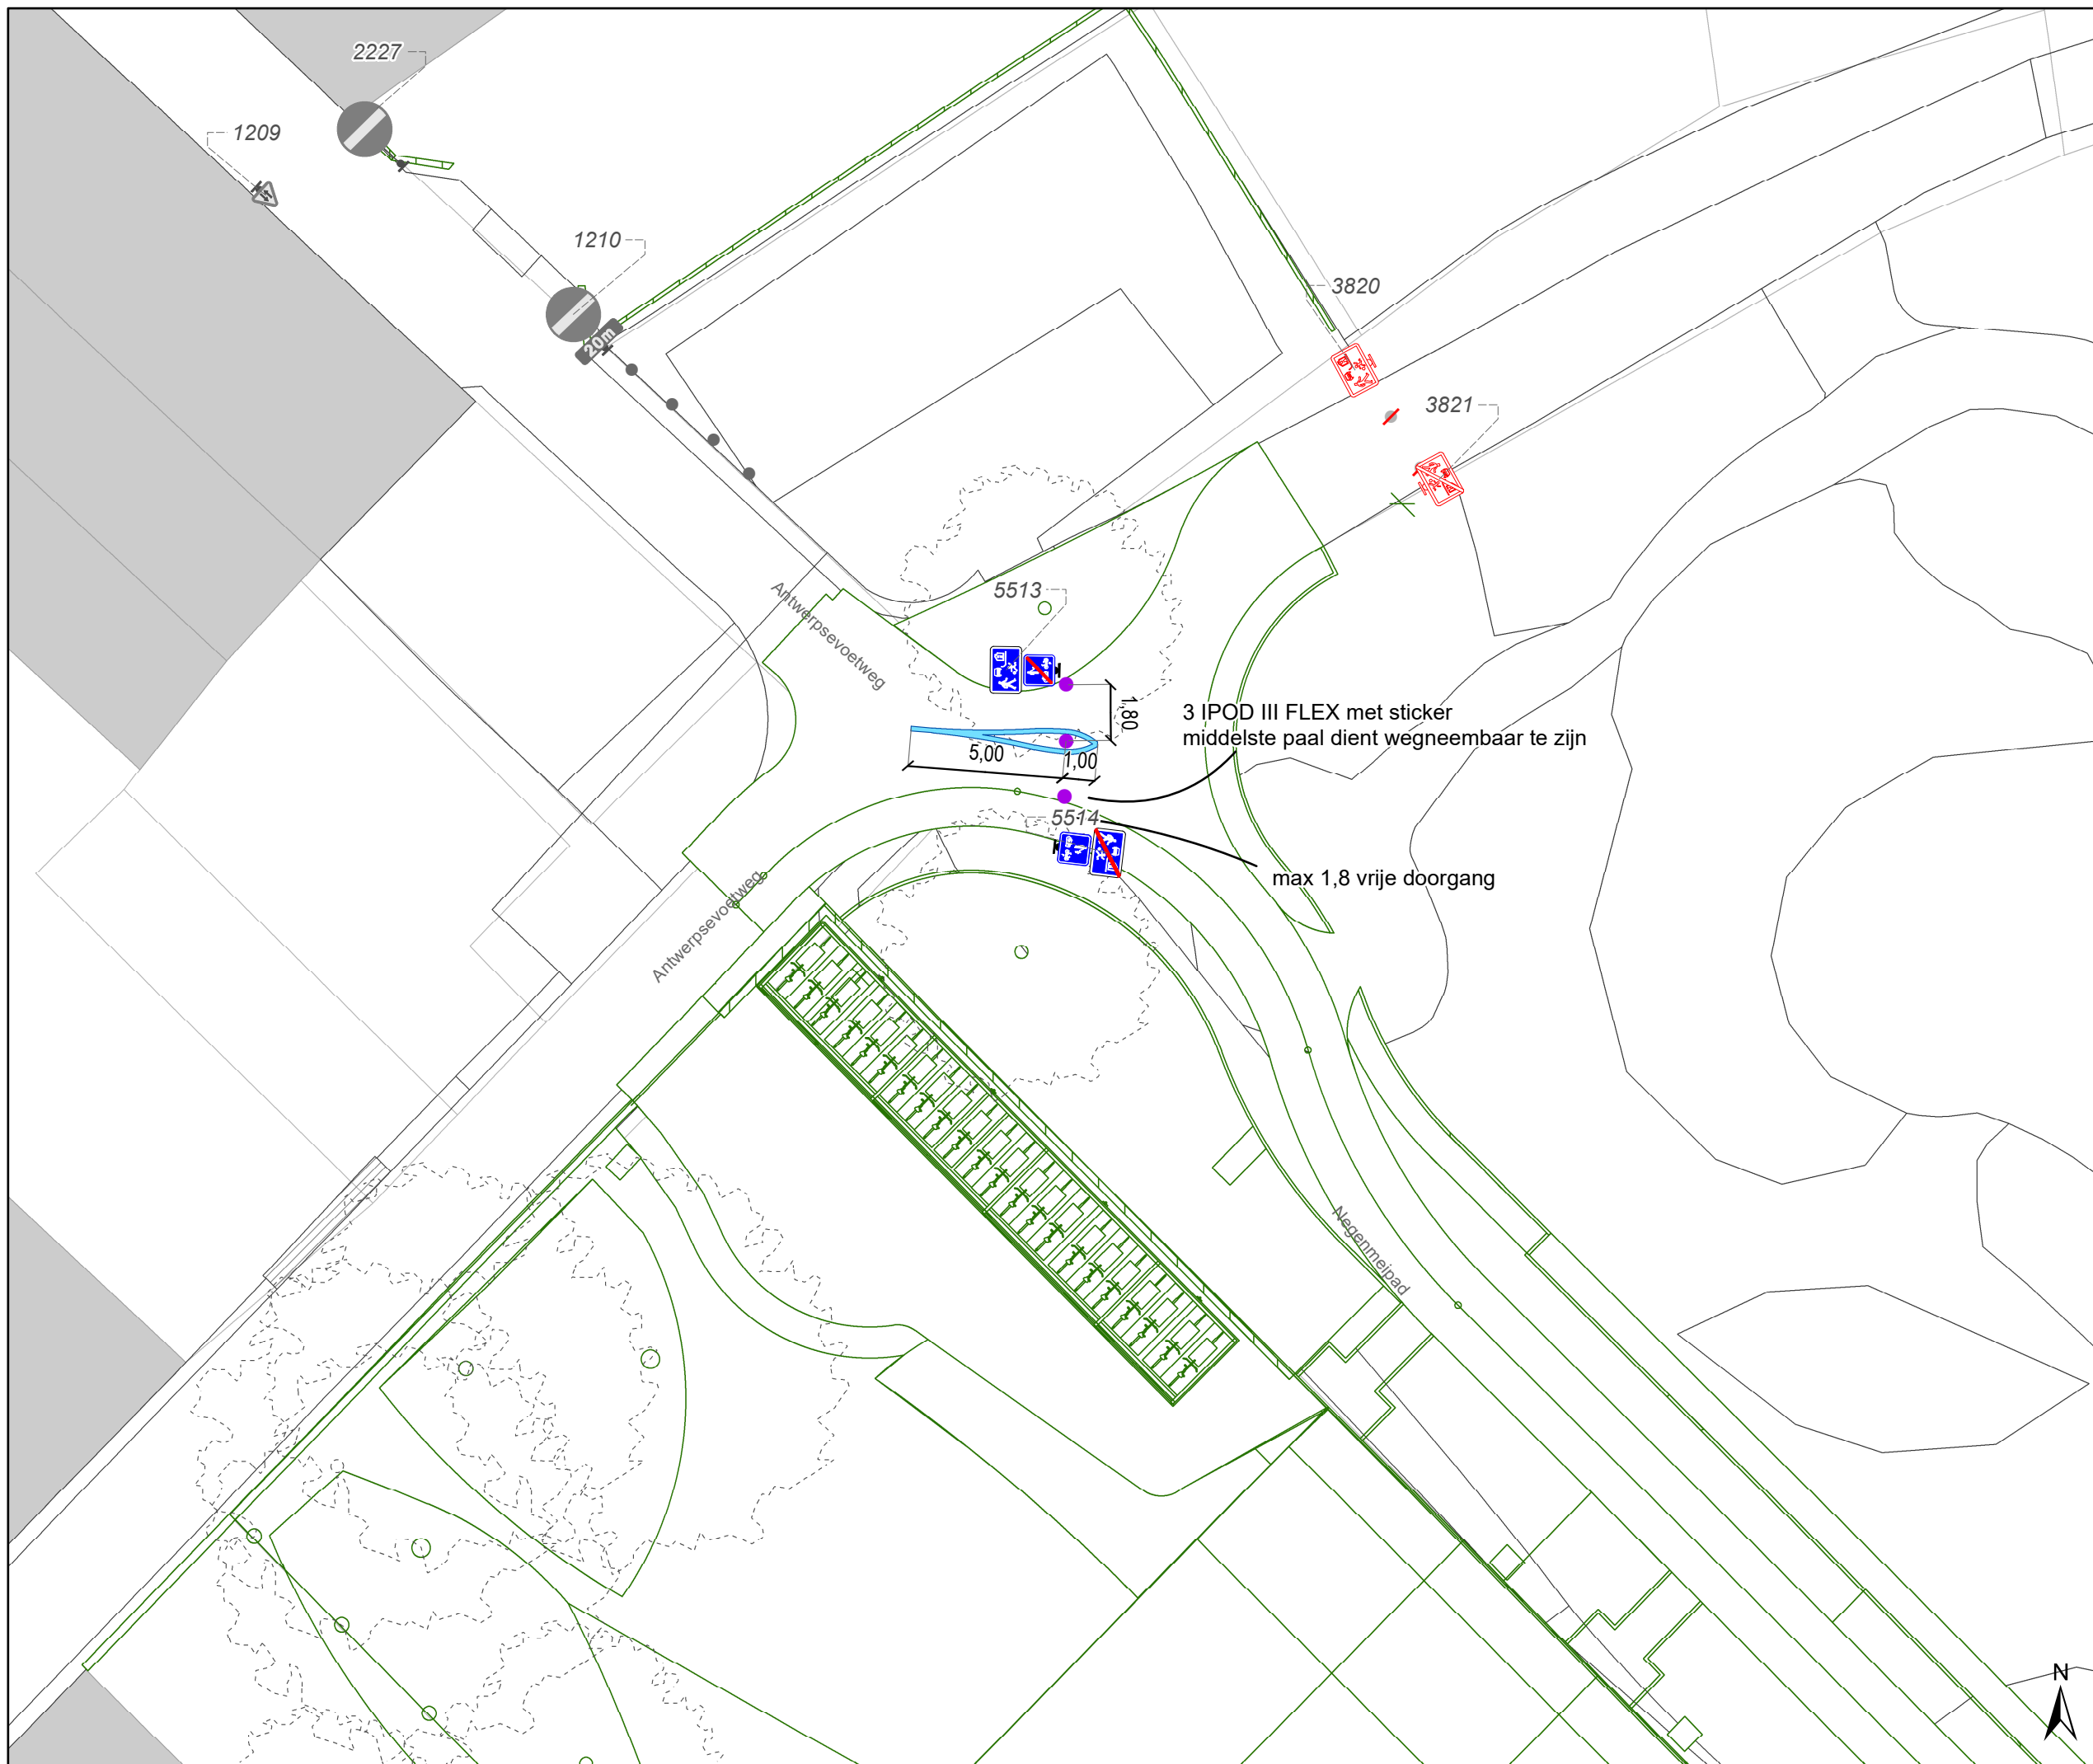 2227
1209
1210
20m
3820
3821
Antwerpsevoetweg
5513
1,80
3 IPOD III FLEX met sticker
middelste paal dient wegneembaar te zijn
5,00
1,00
5514
max 1,8 vrije doorgang
Antwerpsevoetweg
Negenmeipad
N